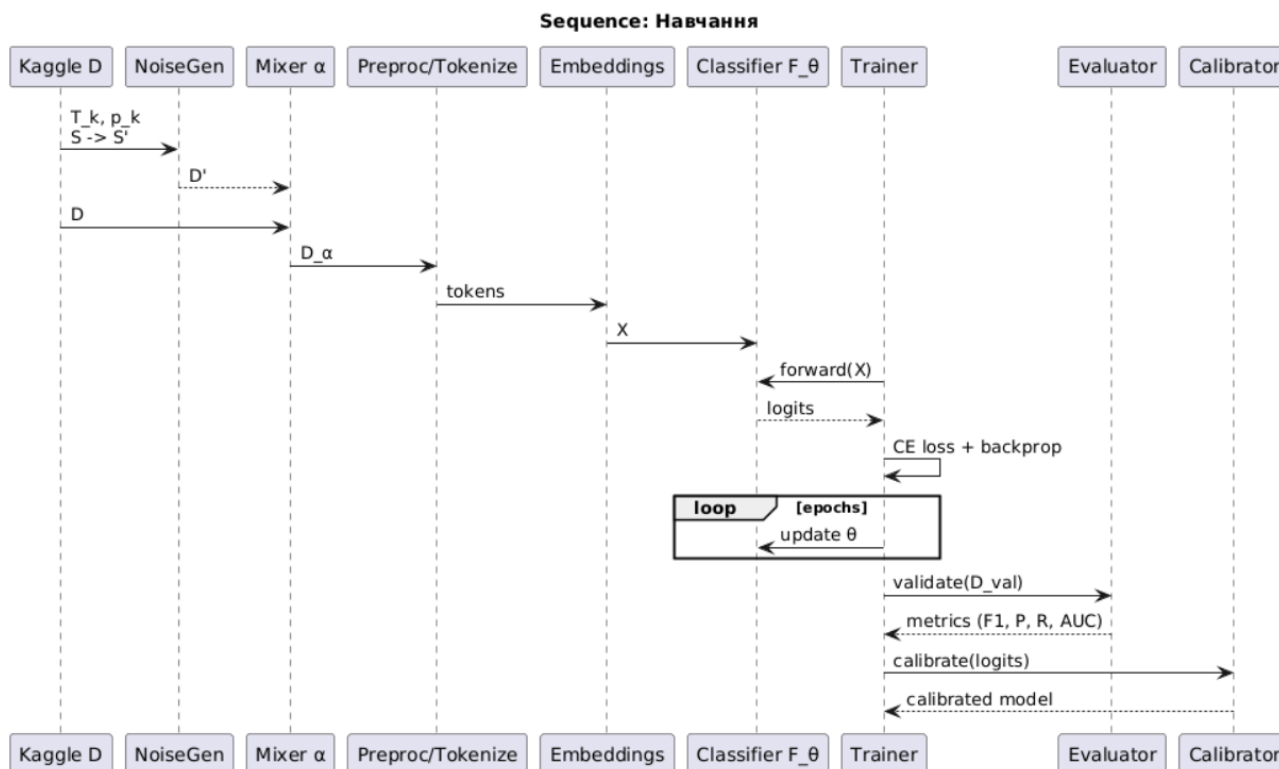 Sequence: Навчання
Kaggle D NoiseGen Mixer α Preproc/Tokenize Embeddings Classifier F_θ Trainer Evaluator Calibrator
T_k, p_k
S -> S'
D'
D
D_α
tokens
X
forward(X)
logits
CE loss + backprop
loop [epochs]
update θ
validate(D_val)
metrics (F1, P, R, AUC)
calibrate(logits)
calibrated model
Kaggle D NoiseGen Mixer α Preproc/Tokenize Embeddings Classifier F_θ Trainer Evaluator Calibrator